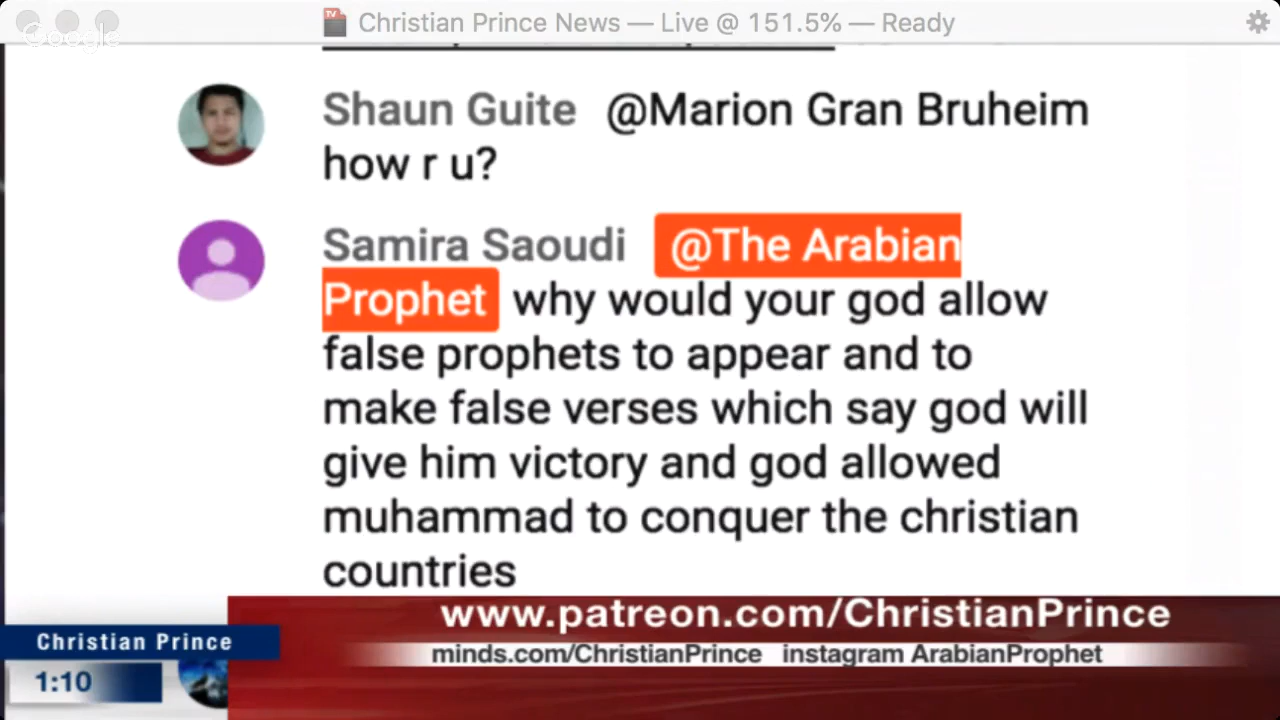 Christian Prince News — Live @ 151.5% — Ready
Google
Shaun Guite @Marion Gran Bruheim
how r u?
Samira Saoudi @The Arabian
Prophet why would your god allow
false prophets to appear and to
make false verses which say god will
give him victory and god allowed
muhammad to conquer the christian
countries
www.patreon.com/ChristianPrince
Christian Prince
minds.com/ChristianPrince instagram ArabianProphet
1:10